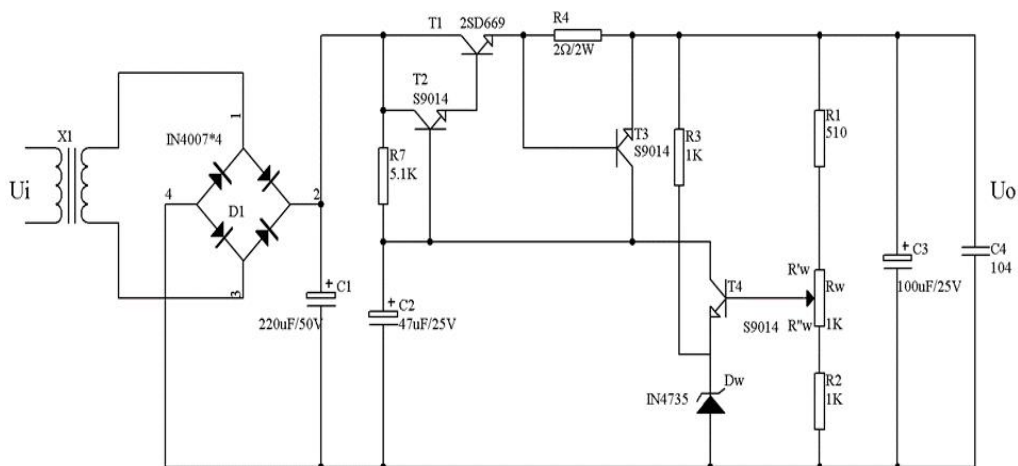 T1
2SD669
R4
2Ω/2W
T2
S9014
X1
1
IN4007*4
R7
5.1K
T3
S9014
R3
1K
R1
510
Ui
4
2
D1
Uo
3
C1
220uF/50V
C2
47uF/25V
T4
S9014
R'w
Rw
R"w
1K
C3
100uF/25V
C4
104
Dw
IN4735
R2
1K
+
+
+